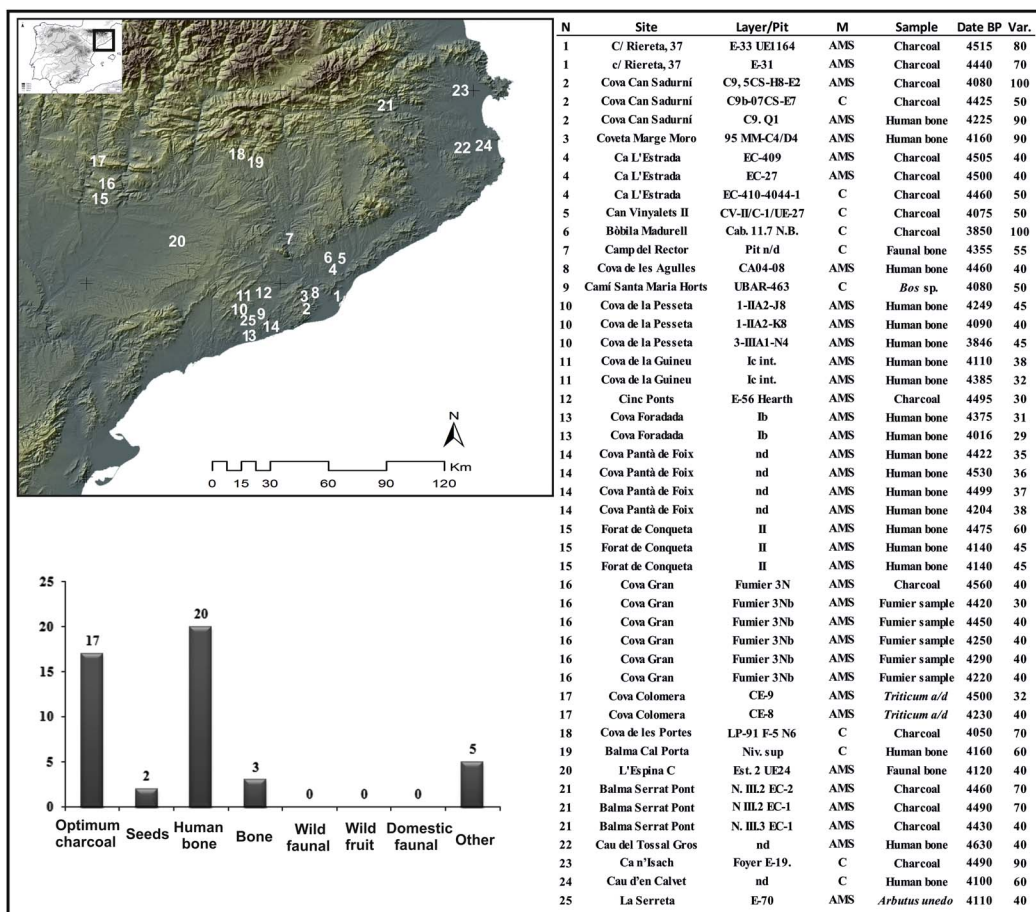 N Site Layer/Pit M Sample Date BP Var.
1 C/ Riereta, 37 E-33 UE1164 AMS Charcoal 4515 80
1 c/ Riereta, 37 E-31 AMS Charcoal 4440 70
2 Cova Can Sadurní C9, 5CS-H8-E2 AMS Charcoal 4080 100
2 Cova Can Sadurní C9b-07CS-E7 C Charcoal 4425 50
2 Cova Can Sadurní C9. Q1 AMS Human bone 4225 90
3 Coveta Marge Moro 95 MM-C4/D4 AMS Human bone 4160 90
4 Ca L'Estrada EC-409 AMS Charcoal 4505 40
4 Ca L'Estrada EC-27 AMS Charcoal 4500 40
4 Ca L'Estrada EC-410-4044-1 C Charcoal 4460 50
5 Can Vinyalets II CV-II/C-1/UE-27 C Charcoal 4075 50
6 Bòbila Madurell Cab. 11.7 N.B. C Charcoal 3850 100
7 Camp del Rector Pit n/d C Faunal bone 4355 55
8 Cova de les Agulles CA04-08 AMS Human bone 4460 40
9 Camí Santa Maria Horts UBAR-463 C Bos sp. 4080 50
10 Cova de la Pesseta 1-IIA2-J8 AMS Human bone 4249 45
10 Cova de la Pesseta 1-IIA2-K8 AMS Human bone 4090 40
10 Cova de la Pesseta 3-IIIA1-N4 AMS Human bone 3846 45
11 Cova de la Guineu Ic int. AMS Human bone 4110 38
11 Cova de la Guineu Ic int. AMS Human bone 4385 32
12 Cinc Ponts E-56 Hearth AMS Charcoal 4495 30
13 Cova Foradada Ib AMS Human bone 4375 31
13 Cova Foradada Ib AMS Human bone 4016 29
14 Cova Pantà de Foix nd AMS Human bone 4422 35
14 Cova Pantà de Foix nd AMS Human bone 4530 36
14 Cova Pantà de Foix nd AMS Human bone 4499 37
14 Cova Pantà de Foix nd AMS Human bone 4204 38
15 Forat de Conqueta II AMS Human bone 4475 60
15 Forat de Conqueta II AMS Human bone 4140 45
15 Forat de Conqueta II AMS Human bone 4140 45
16 Cova Gran Fumier 3N AMS Charcoal 4560 40
16 Cova Gran Fumier 3Nb AMS Fumier sample 4420 30
16 Cova Gran Fumier 3Nb AMS Fumier sample 4450 40
16 Cova Gran Fumier 3Nb AMS Fumier sample 4250 40
16 Cova Gran Fumier 3Nb AMS Fumier sample 4290 40
16 Cova Gran Fumier 3Nb AMS Fumier sample 4220 40
17 Cova Colomera CE-9 AMS Triticum a/d 4500 32
17 Cova Colomera CE-8 AMS Triticum a/d 4230 40
18 Cova de les Portes LP-91 F-5 N6 C Charcoal 4050 70
19 Balma Cal Porta Niv. sup C Human bone 4160 60
20 L'Espina C Est. 2 UE24 AMS Faunal bone 4120 40
21 Balma Serrat Pont N. III.2 EC-2 AMS Charcoal 4460 70
21 Balma Serrat Pont N III.2 EC-1 AMS Charcoal 4490 70
21 Balma Serrat Pont N. III.3 EC-1 AMS Charcoal 4430 40
22 Cau del Tossal Gros nd AMS Human bone 4630 40
23 Ca n'Isach Foyer E-19. C Charcoal 4490 90
24 Cau d'en Calvet nd C Human bone 4100 60
25 La Serreta E-70 AMS Arbutus unedo 4110 40
23
21
22 24
18
19
17
16
15
20
7
6 5
4
11 12
3 8
1
10 9
2
25
14
13
N
0 15 30 60 90 120
Km
25
20
15
10
5
0
17
2
20
3
0
0
0
5
Optimum charcoal
Seeds
Human bone
Bone
Wild faunal
Wild fruit
Domestic faunal
Other